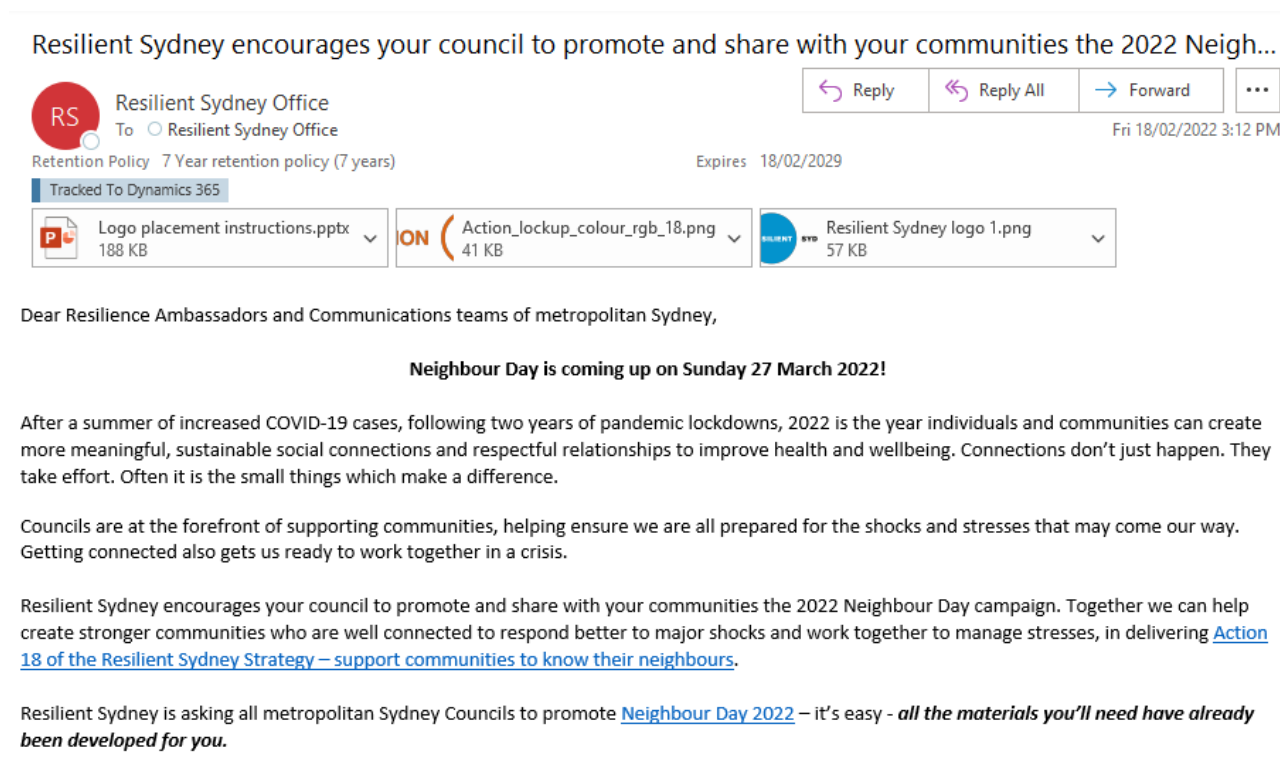 Resilient Sydney encourages your council to promote and share with your communities the 2022 Neigh...
Reply
Reply All
Forward
...
RS
Resilient Sydney Office
To Resilient Sydney Office
Fri 18/02/2022 3:12 PM
Retention Policy 7 Year retention policy (7 years)
Expires 18/02/2029
Tracked To Dynamics 365
P
Logo placement instructions.pptx
188 KB
ION
Action_lockup_colour_rgb_18.png
41 KB
SILIENT SYD
Resilient Sydney logo 1.png
57 KB
Dear Resilience Ambassadors and Communications teams of metropolitan Sydney,
Neighbour Day is coming up on Sunday 27 March 2022!
After a summer of increased COVID-19 cases, following two years of pandemic lockdowns, 2022 is the year individuals and communities can create
more meaningful, sustainable social connections and respectful relationships to improve health and wellbeing. Connections don't just happen. They
take effort. Often it is the small things which make a difference.
Councils are at the forefront of supporting communities, helping ensure we are all prepared for the shocks and stresses that may come our way.
Getting connected also gets us ready to work together in a crisis.
Resilient Sydney encourages your council to promote and share with your communities the 2022 Neighbour Day campaign. Together we can help
create stronger communities who are well connected to respond better to major shocks and work together to manage stresses, in delivering Action
18 of the Resilient Sydney Strategy – support communities to know their neighbours.
Resilient Sydney is asking all metropolitan Sydney Councils to promote Neighbour Day 2022 – it's easy - all the materials you'll need have already
been developed for you.